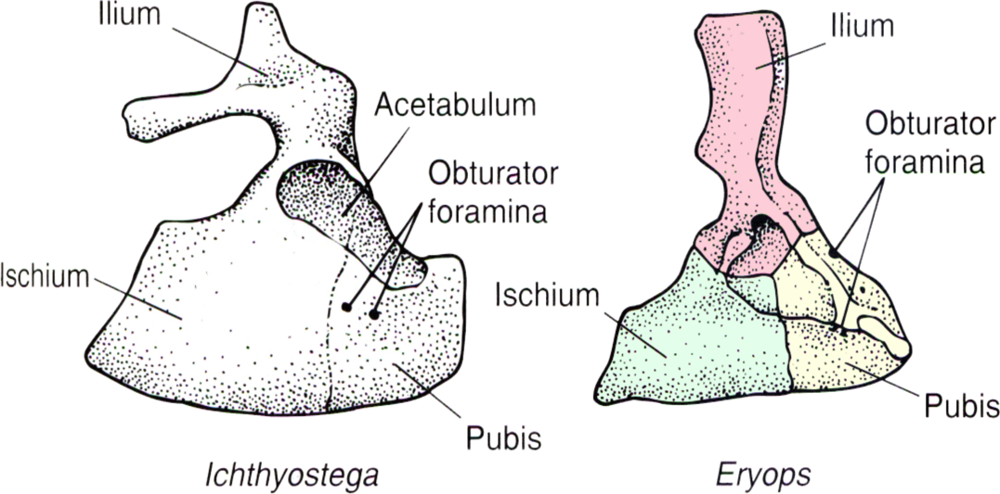 Ilium
Acetabulum
Obturator
foramina
Ischium
Pubis
Ichthyostega
Ilium
Obturator
foramina
Ischium
Pubis
Eryops